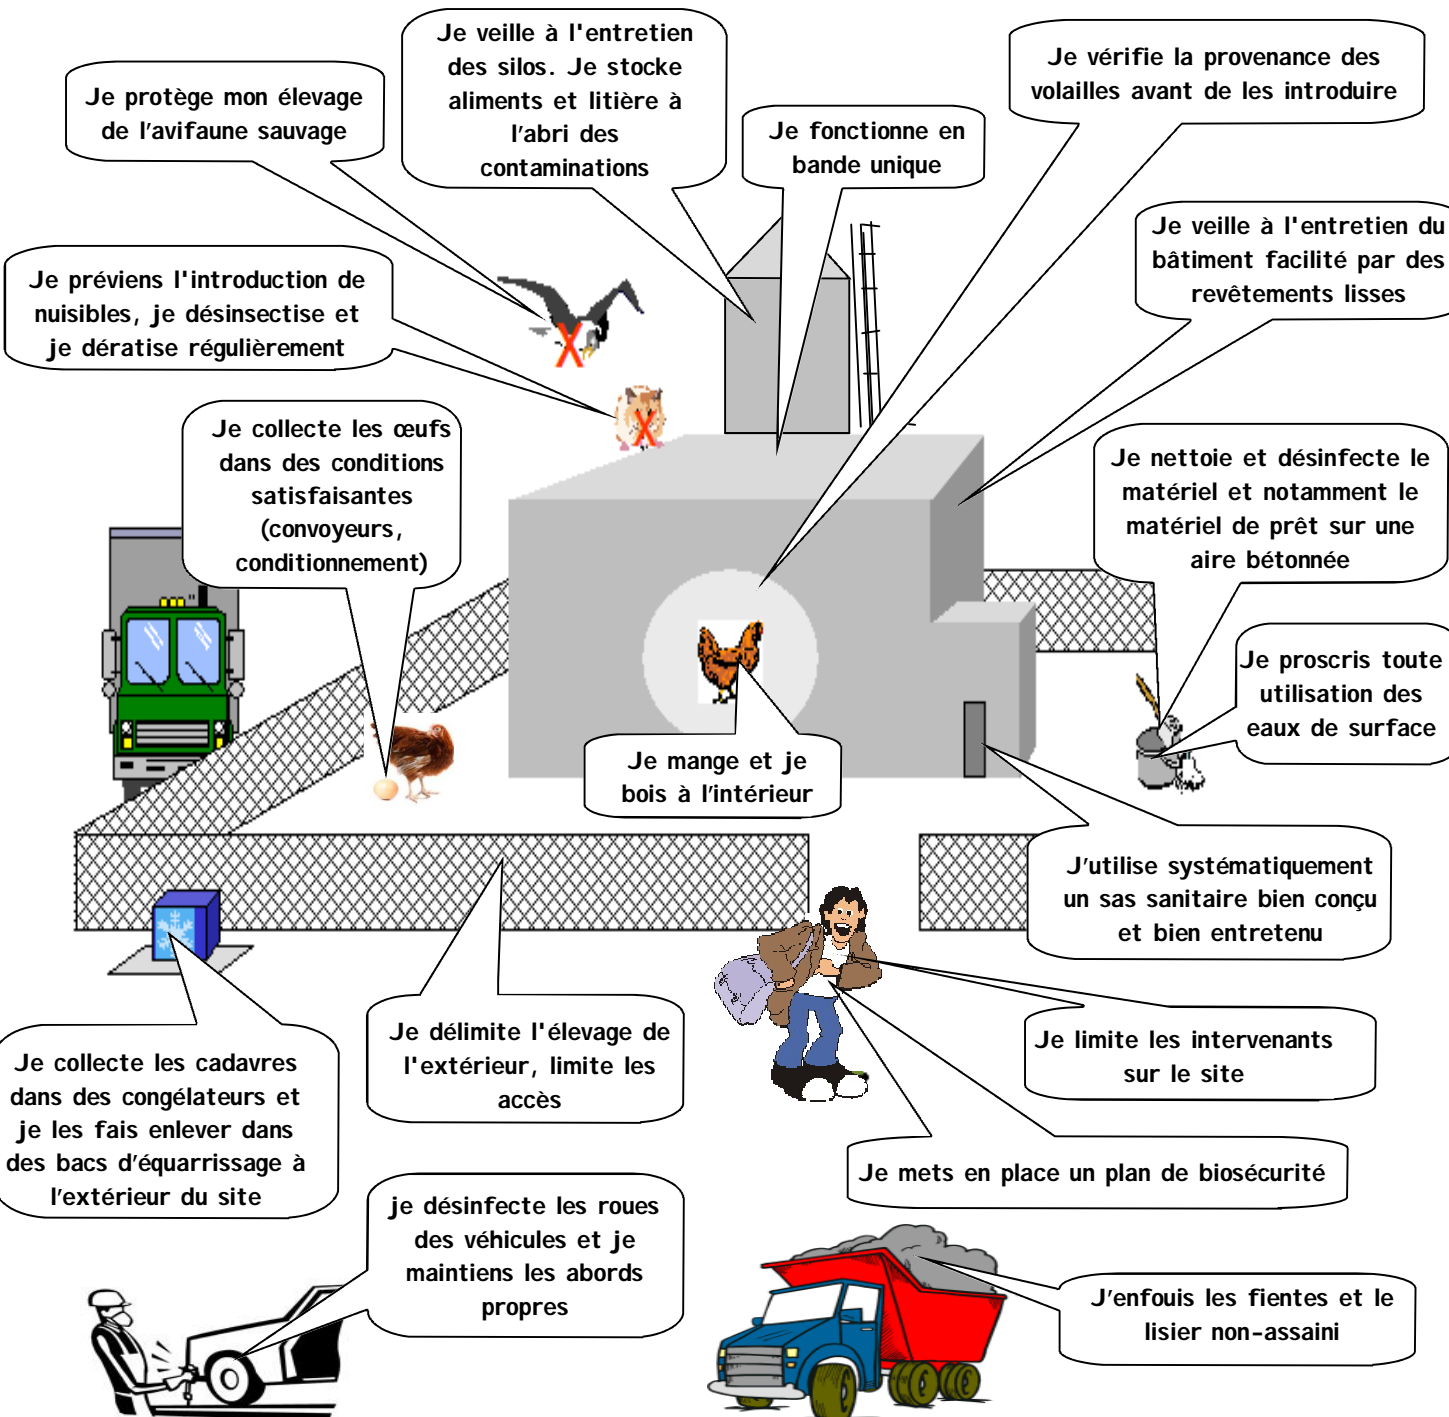 Je protège mon élevage
de l'avifaune sauvage
Je veille à l'entretien
des silos. Je stocke
aliments et litière à
l'abri des
contaminations
Je fonctionne en
bande unique
Je vérifie la provenance des
volailles avant de les introduire
Je veille à l'entretien du
bâtiment facilité par des
revêtements lisses
Je préviens l'introduction de
nuisibles, je désinsectise et
je dératise régulièrement
Je collecte les œufs
dans des conditions
satisfaisantes
(convoyeurs,
conditionnement)
Je nettoie et désinfecte le
matériel et notamment le
matériel de prêt sur une
aire bétonnée
Je proscris toute
utilisation des
eaux de surface
Je mange et je
bois à l'intérieur
J'utilise systématiquement
un sas sanitaire bien conçu
et bien entretenu
Je délimite l'élevage de
l'extérieur, limite les
accès
Je limite les intervenants
sur le site
Je collecte les cadavres
dans des congélateurs et
je les fais enlever dans
des bacs d'équarrissage à
l'extérieur du site
Je mets en place un plan de biosécurité
je désinfecte les roues
des véhicules et je
maintiens les abords
propres
J'enfouis les fientes et le
lisier non-assaini